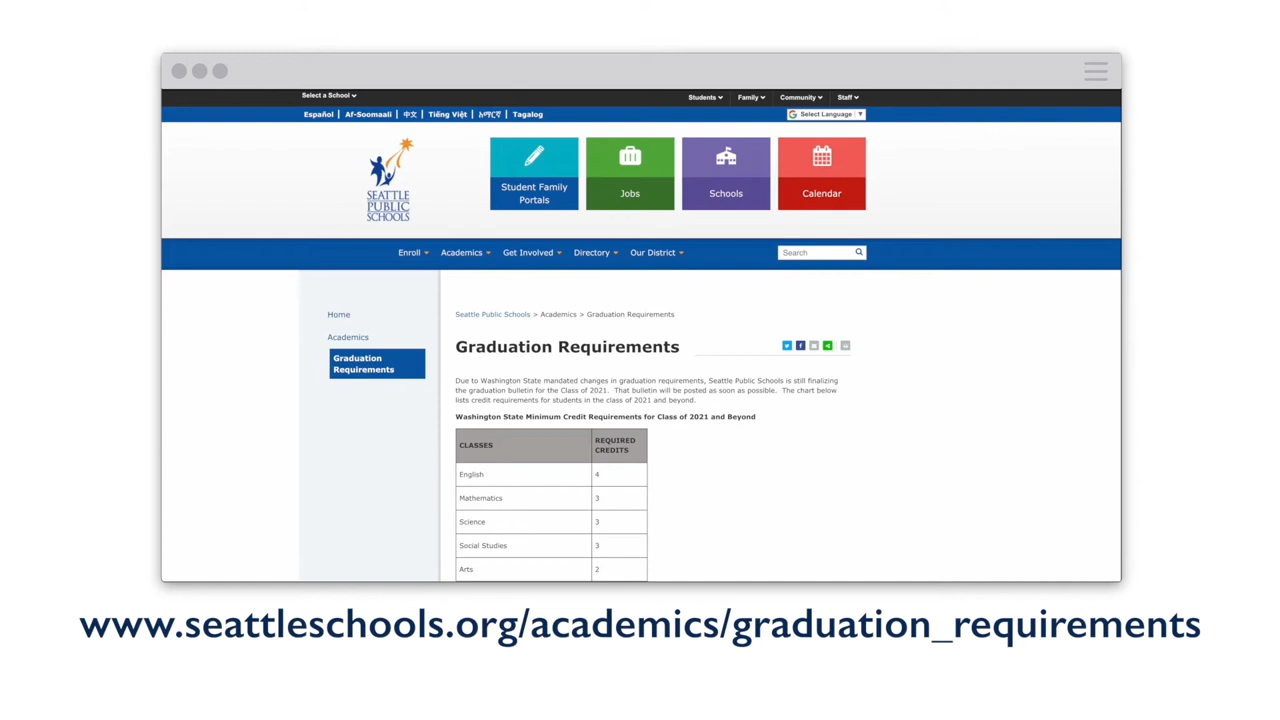 Select a School
Students Family Community Staff
Español | Af-Soomaali | 中文 | Tiếng Việt | አማርኛ | Tagalog
Select Language
SEATTLE
PUBLIC
SCHOOLS
Student Family
Portals
Jobs
Schools
Calendar
Enroll Academics Get Involved Directory Our District
Search
Home
Academics
Graduation
Requirements
Seattle Public Schools > Academics > Graduation Requirements
Graduation Requirements
Due to Washington State mandated changes in graduation requirements, Seattle Public Schools is still finalizing
the graduation bulletin for the Class of 2021. That bulletin will be posted as soon as possible. The chart below
lists credit requirements for students in the class of 2021 and beyond.
Washington State Minimum Credit Requirements for Class of 2021 and Beyond
CLASSES REQUIRED
CREDITS
English 4
Mathematics 3
Science 3
Social Studies 3
Arts 2
www.seattleschools.org/academics/graduation_requirements